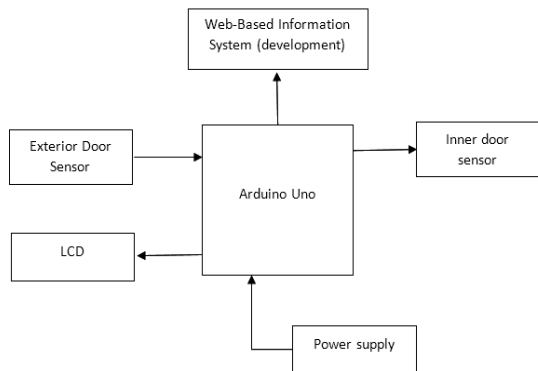 Web-Based Information
System (development)
Exterior Door
Sensor
Inner door
sensor
Arduino Uno
LCD
Power supply